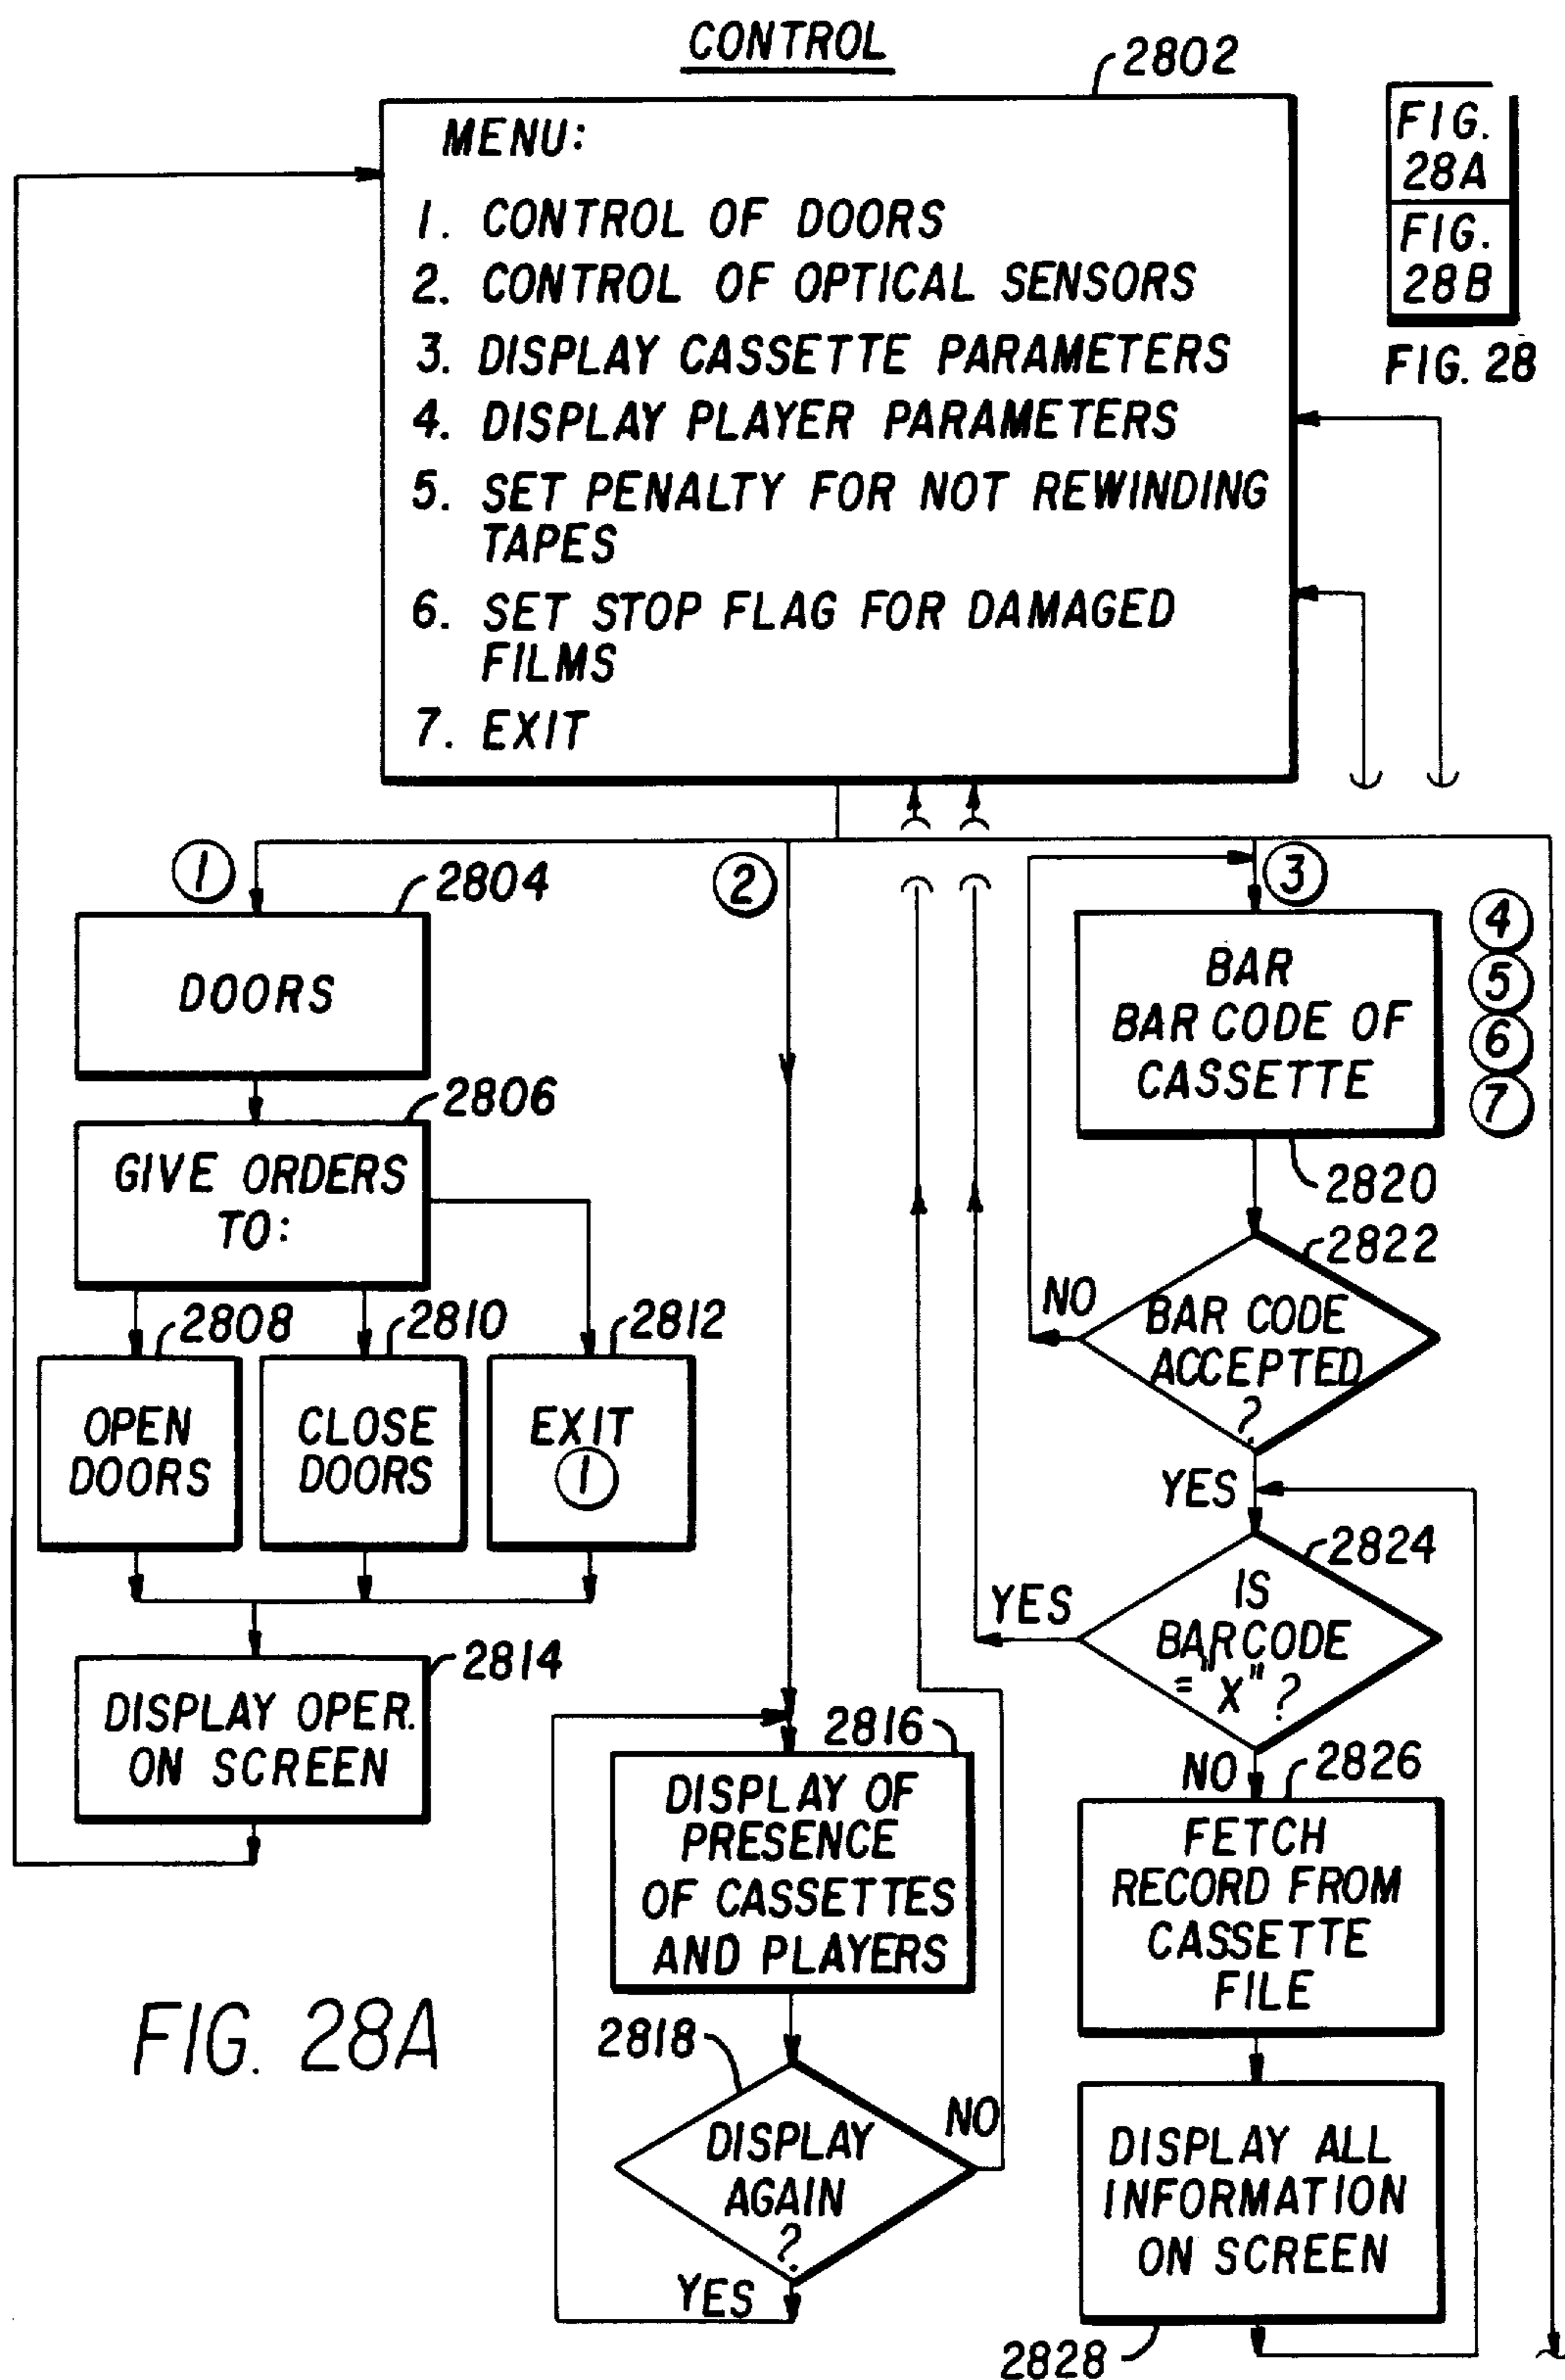 CONTROL
2802
FIG.
28A
FIG.
28B
FIG. 28
MENU:
1. CONTROL OF DOORS
2. CONTROL OF OPTICAL SENSORS
3. DISPLAY CASSETTE PARAMETERS
4. DISPLAY PLAYER PARAMETERS
5. SET PENALTY FOR NOT REWINDING
TAPES
6. SET STOP FLAG FOR DAMAGED
FILMS
7. EXIT
1
2804
DOORS
2806
GIVE ORDERS
TO:
2808
OPEN
DOORS
2810
CLOSE
DOORS
2812
EXIT
1
2814
DISPLAY OPER.
ON SCREEN
2
2816
DISPLAY OF
PRESENCE
OF CASSETTES
AND PLAYERS
2818
DISPLAY
AGAIN
?
NO
YES
3
4
5
6
7
BAR
BAR CODE OF
CASSETTE
2820
2822
NO
BAR CODE
ACCEPTED
?
YES
2824
YES
IS
BARCODE
="X"?
NO
2826
FETCH
RECORD FROM
CASSETTE
FILE
DISPLAY ALL
INFORMATION
ON SCREEN
2828
FIG. 28A